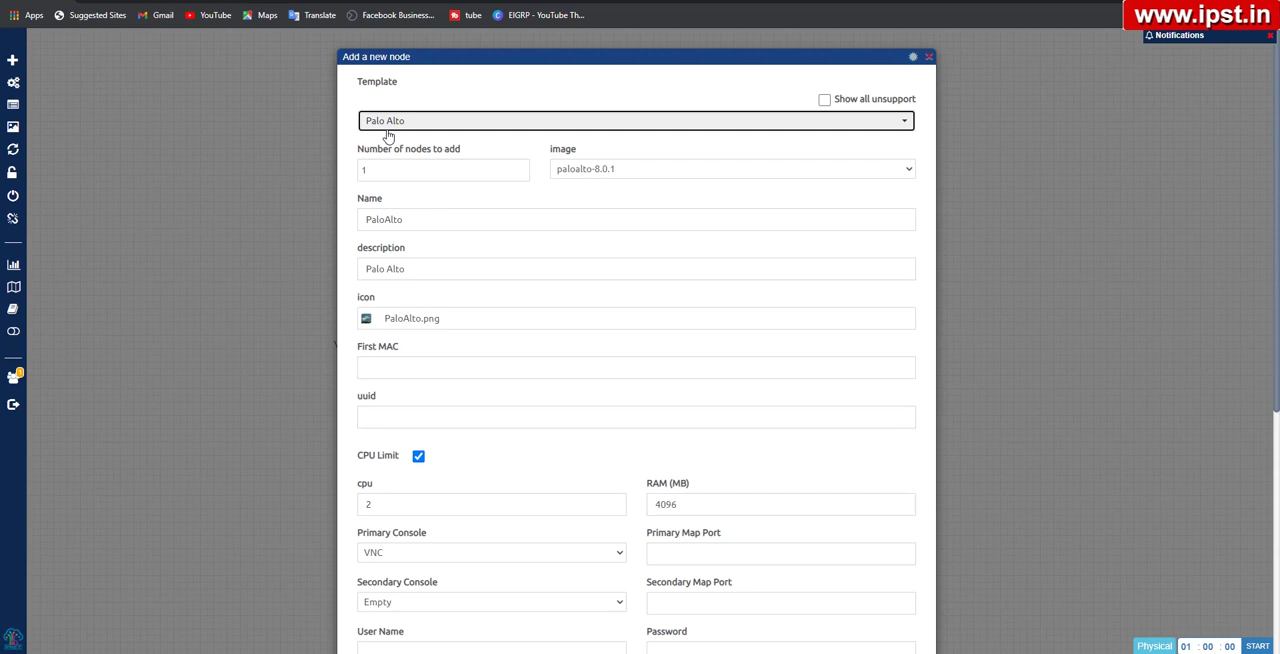 Apps Suggested Sites Gmail YouTube Maps Translate Facebook Business... tube EIGRP - YouTube Th...
www.ipst.in
Notifications
Add a new node
Template
Show all unsupport
Palo Alto
Number of nodes to add image
1 paloalto-8.0.1
Name
PaloAlto
description
Palo Alto
icon
PaloAlto.png
First MAC
uuid
CPU Limit
cpu RAM (MB)
2 4096
Primary Console Primary Map Port
VNC
Secondary Console Secondary Map Port
Empty
User Name Password
Physical 01 : 00 : 00 START